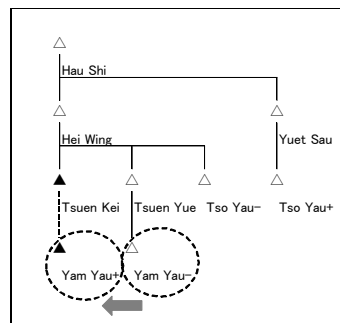 Hau Shi
Hei Wing Yuet Sau
Tsuen Kei Tsuen Yue Tso Yau- Tso Yau+
Yam Yau+ Yam Yau-